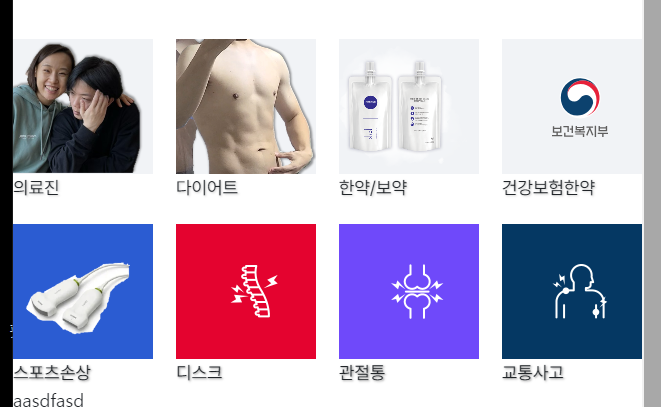 의료진
다이어트
한약/보약
보건복지부
건강보험한약
스포츠손상
디스크
관절통
교통사고
aasdfasd